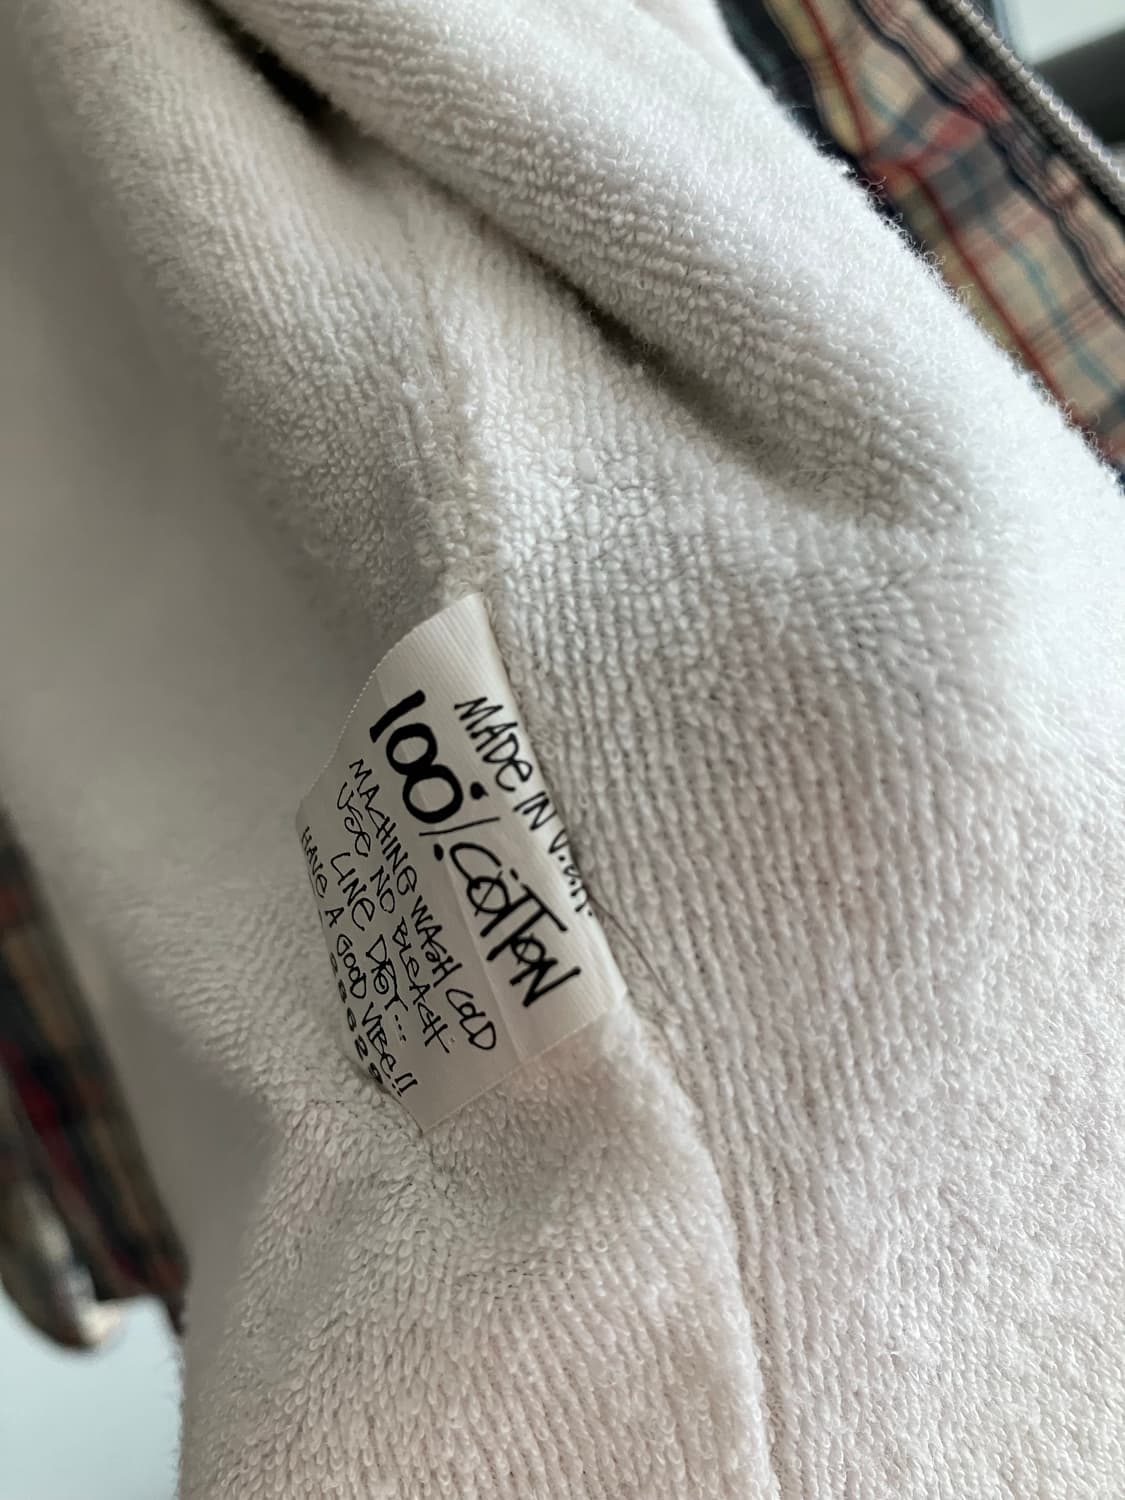 MADE IN U.S.A.
100% COTTON
MACHINE WASH COLD
USE NO BLEACH
LINE DRY...
HAVE A GOOD VIBE!!